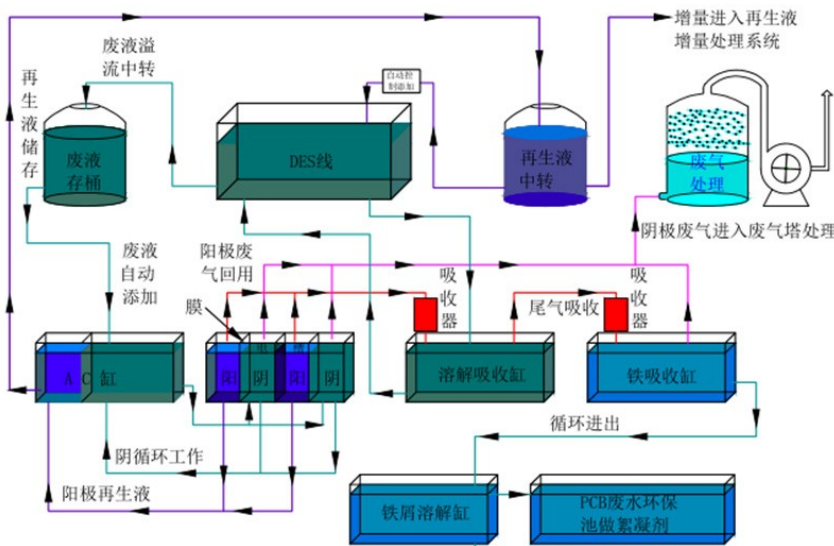 增量进入再生液
增量处理系统
废液溢
流中转
自动控
制添加
再生液储存
废液
存桶
DES线
再生液
中转
废气
处理
阴极废气进入废气塔处理
废液
自动
添加
阳极废
气回用
膜
吸收器
尾气吸收
吸收器
A C 缸
阳
阴
阳
阴
溶解吸收缸
铁吸收缸
循环进出
阴循环工作
阳极再生液
铁屑溶解缸
PCB废水环保
池做絮凝剂